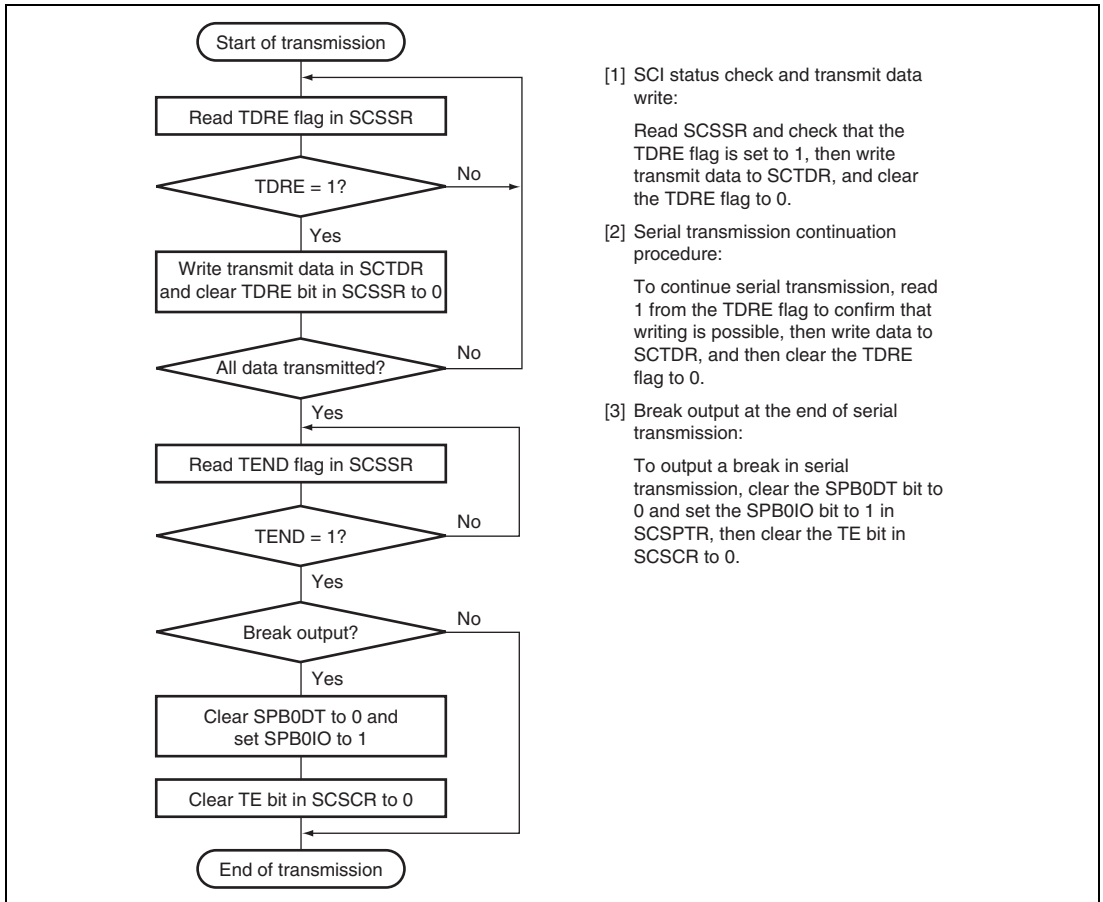 Start of transmission
Read TDRE flag in SCSSR
TDRE = 1?
No
Yes
Write transmit data in SCTDR
and clear TDRE bit in SCSSR to 0
All data transmitted?
No
Yes
Read TEND flag in SCSSR
TEND = 1?
No
Yes
Break output?
No
Yes
Clear SPB0DT to 0 and
set SPB0IO to 1
Clear TE bit in SCSCR to 0
End of transmission
[1] SCI status check and transmit data
write:
Read SCSSR and check that the
TDRE flag is set to 1, then write
transmit data to SCTDR, and clear
the TDRE flag to 0.
[2] Serial transmission continuation
procedure:
To continue serial transmission, read
1 from the TDRE flag to confirm that
writing is possible, then write data to
SCTDR, and then clear the TDRE
flag to 0.
[3] Break output at the end of serial
transmission:
To output a break in serial
transmission, clear the SPB0DT bit to
0 and set the SPB0IO bit to 1 in
SCSPTR, then clear the TE bit in
SCSCR to 0.